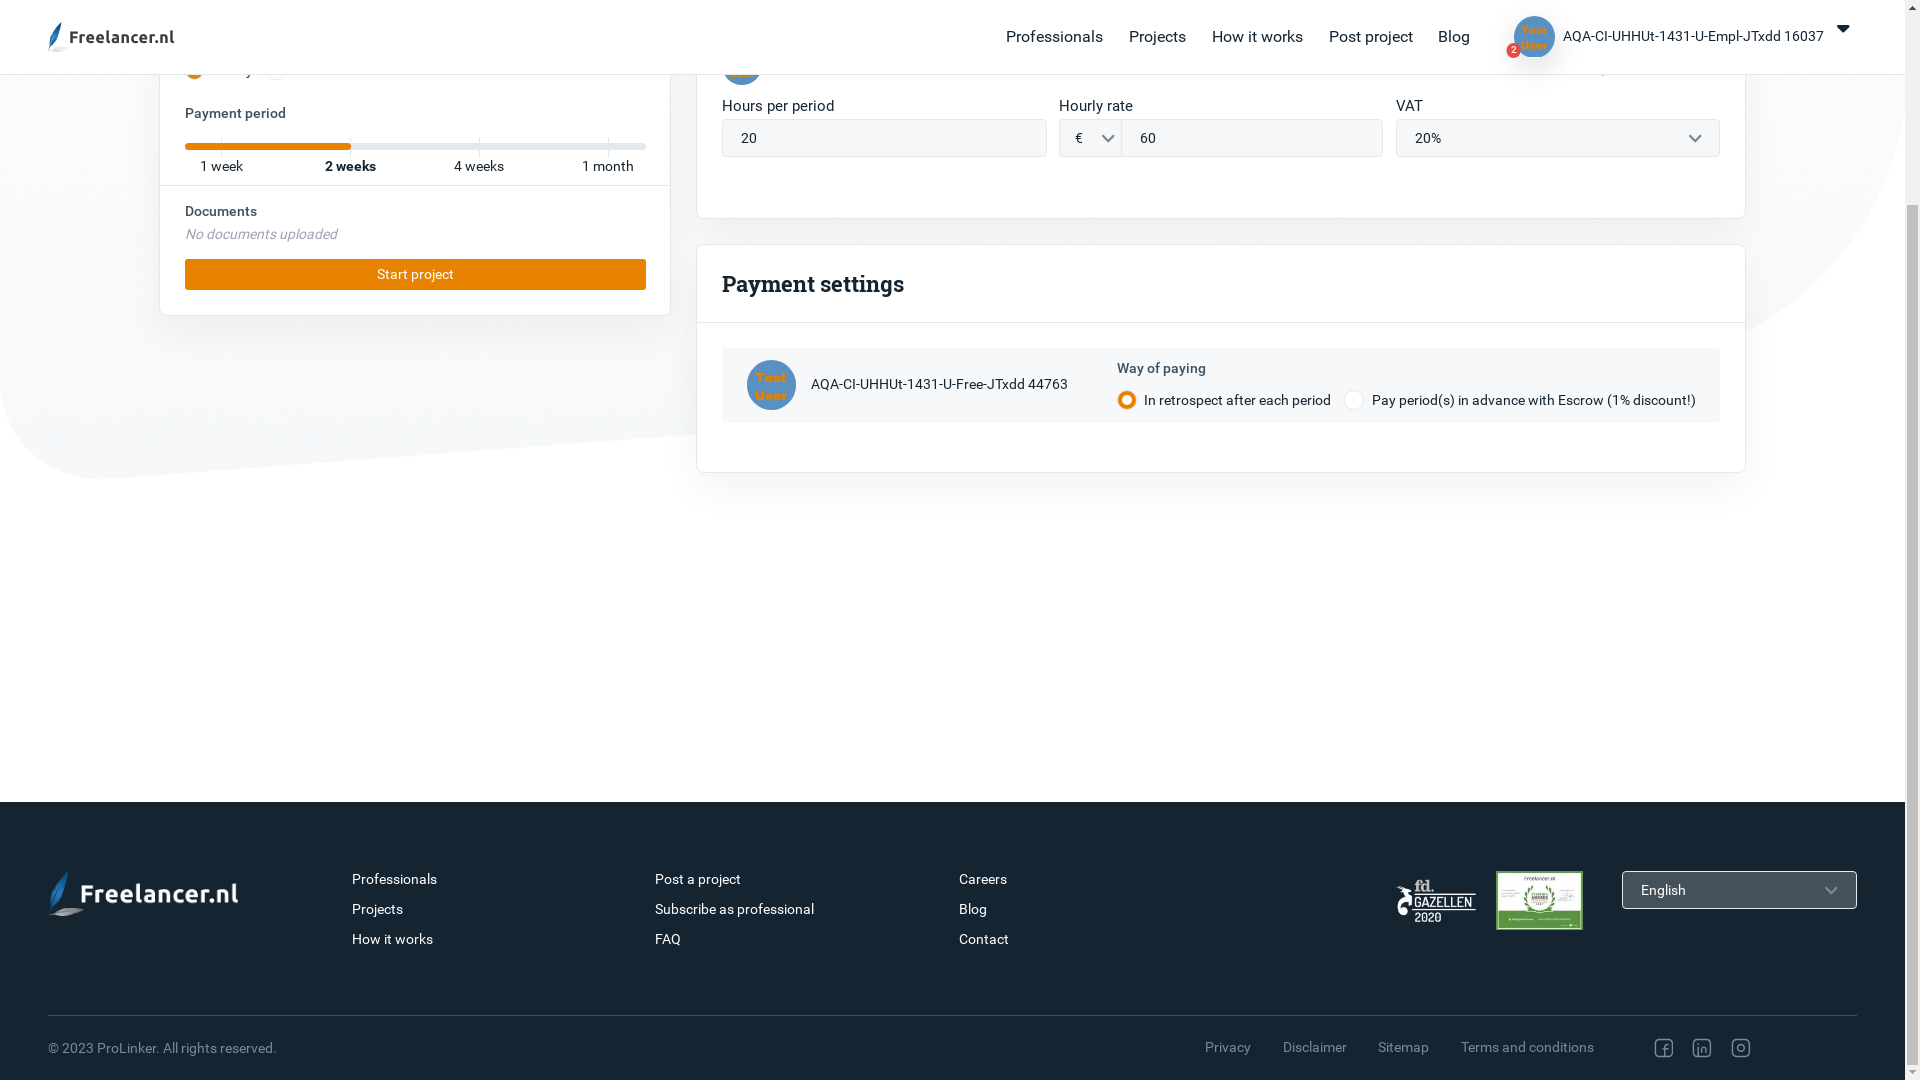 Freelancer.nl
Professionals
Projects
How it works
Post project
Blog
Test
User
2
AQA-CI-UHHUt-1431-U-Empl-JTxdd 16037
Payment period
1 week
2 weeks
4 weeks
1 month
Documents
No documents uploaded
Start project
Hours per period
20
Hourly rate
€
60
VAT
20%
Payment settings
Test
User
AQA-CI-UHHUt-1431-U-Free-JTxdd 44763
Way of paying
In retrospect after each period
Pay period(s) in advance with Escrow (1% discount!)
Freelancer.nl
Professionals
Projects
How it works
Post a project
Subscribe as professional
FAQ
Careers
Blog
Contact
fd.
GAZELLEN
2020
Freelancer.nl
English
© 2023 ProLinker. All rights reserved.
Privacy
Disclaimer
Sitemap
Terms and conditions